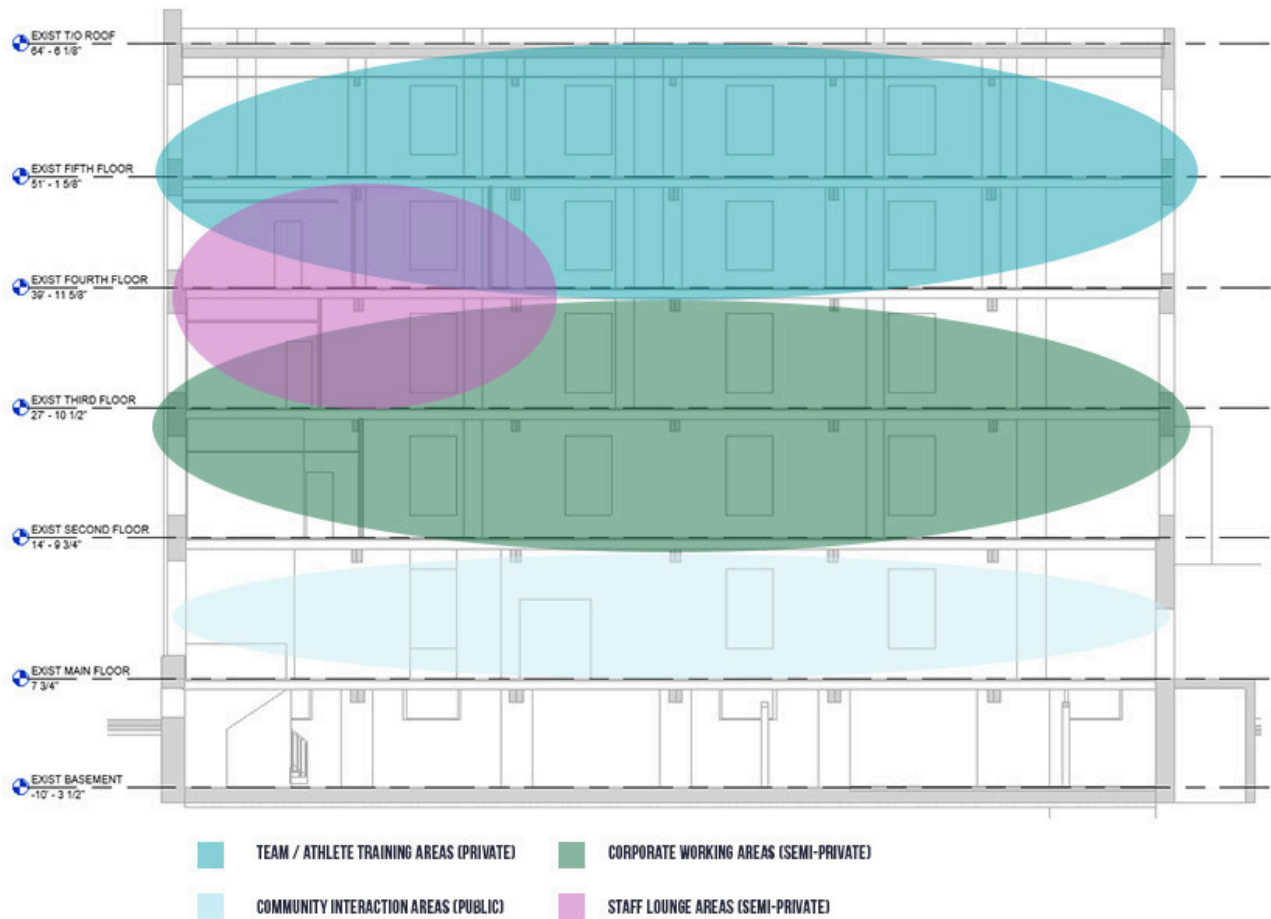 EXIST T/O ROOF
64' - 6 1/8"
EXIST FIFTH FLOOR
51' - 1 5/8"
EXIST FOURTH FLOOR
39' - 11 5/8"
EXIST THIRD FLOOR
27' - 10 1/2"
EXIST SECOND FLOOR
14' - 9 3/4"
EXIST MAIN FLOOR
7 3/4"
EXIST BASEMENT
-10' - 3 1/2"
TEAM / ATHLETE TRAINING AREAS (PRIVATE)
CORPORATE WORKING AREAS (SEMI-PRIVATE)
COMMUNITY INTERACTION AREAS (PUBLIC)
STAFF LOUNGE AREAS (SEMI-PRIVATE)